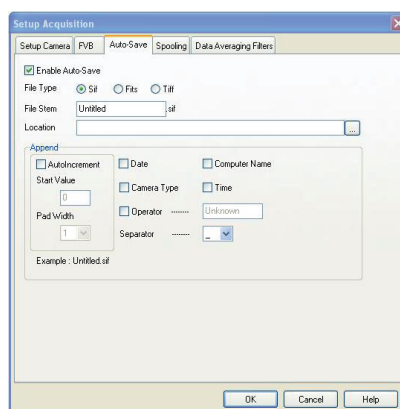 Setup Acquisition
Setup Camera FVB Auto-Save Spooling Data Averaging Filters
Enable Auto-Save
File Type Sif Fits Tiff
File Stem Untitled .sif
Location ...
Append
AutoIncrement Date Computer Name
Start Value
0
Camera Type Time
Pad Width
Operator -------- Unknown
1
Separator -------- _
Example : Untitled.sif
OK Cancel Help